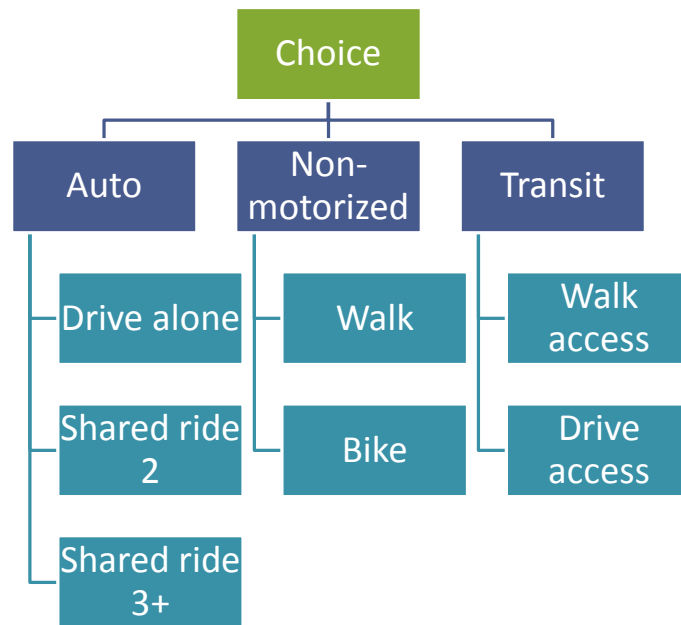 Choice
Auto
Non-
motorized
Transit
Drive alone
Shared ride
2
Shared ride
3+
Walk
Bike
Walk
access
Drive
access